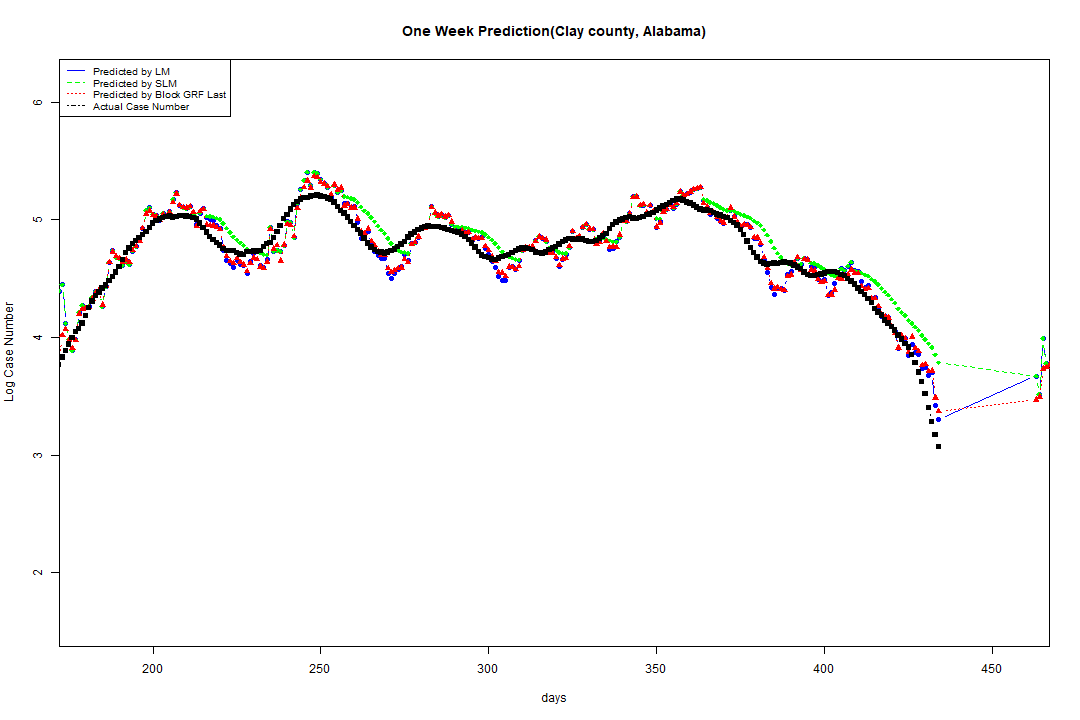 One Week Prediction(Clay county, Alabama)
Predicted by LM
Predicted by SLM
Predicted by Block GRF Last
Actual Case Number
6
5
4
3
2
Log Case Number
200 250 300 350 400 450
days